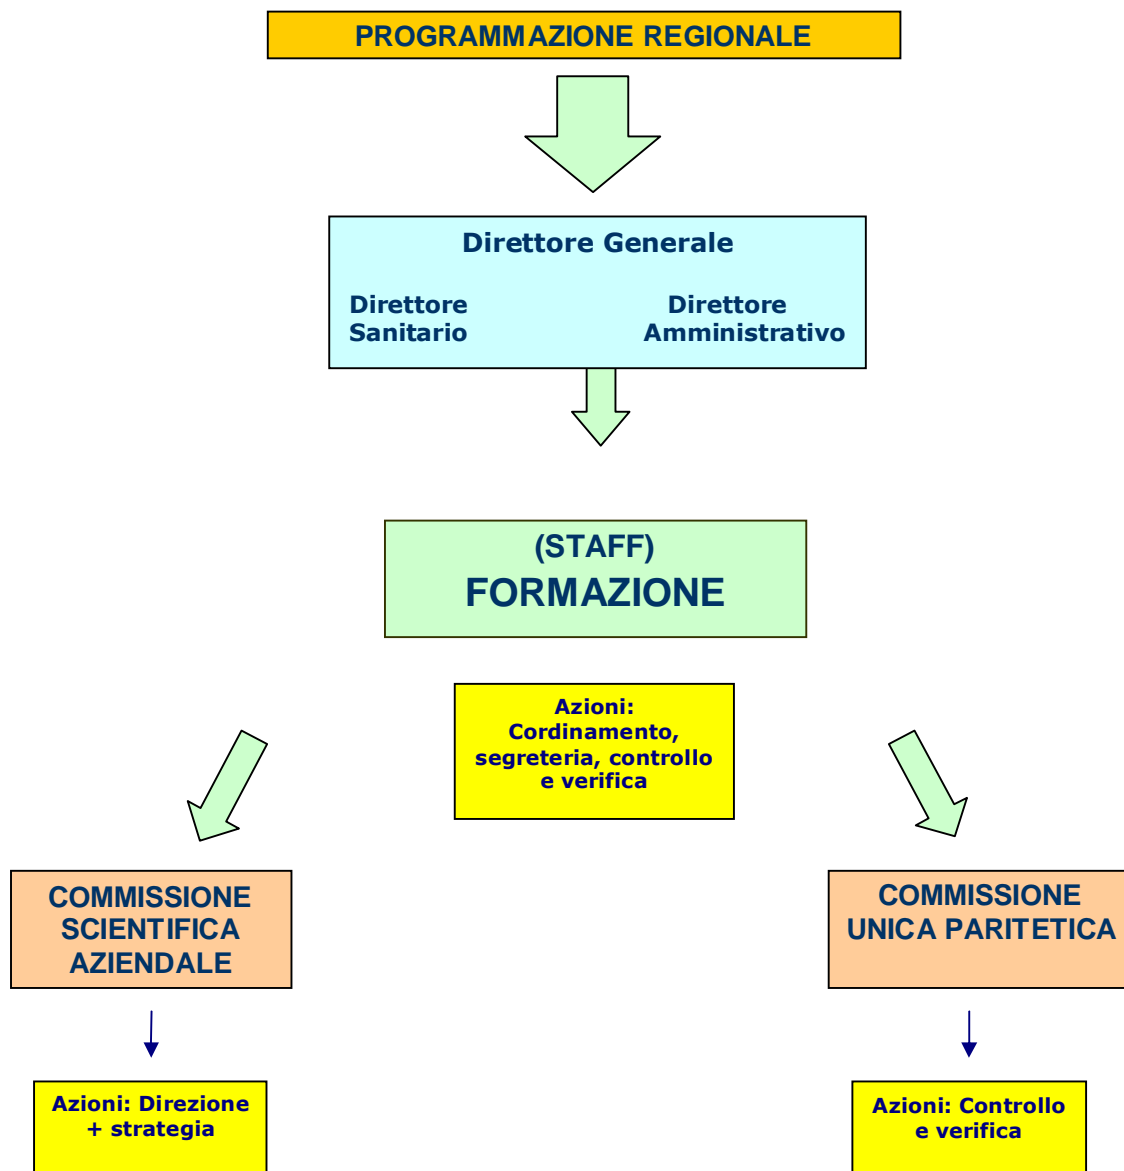 PROGRAMMAZIONE REGIONALE
Direttore Generale
Direttore
Sanitario
Direttore
Amministrativo
(STAFF)
FORMAZIONE
Azioni:
Cordinamento,
segreteria, controllo
e verifica
COMMISSIONE
SCIENTIFICA
AZIENDALE
COMMISSIONE
UNICA PARITETICA
Azioni: Direzione
+ strategia
Azioni: Controllo
e verifica